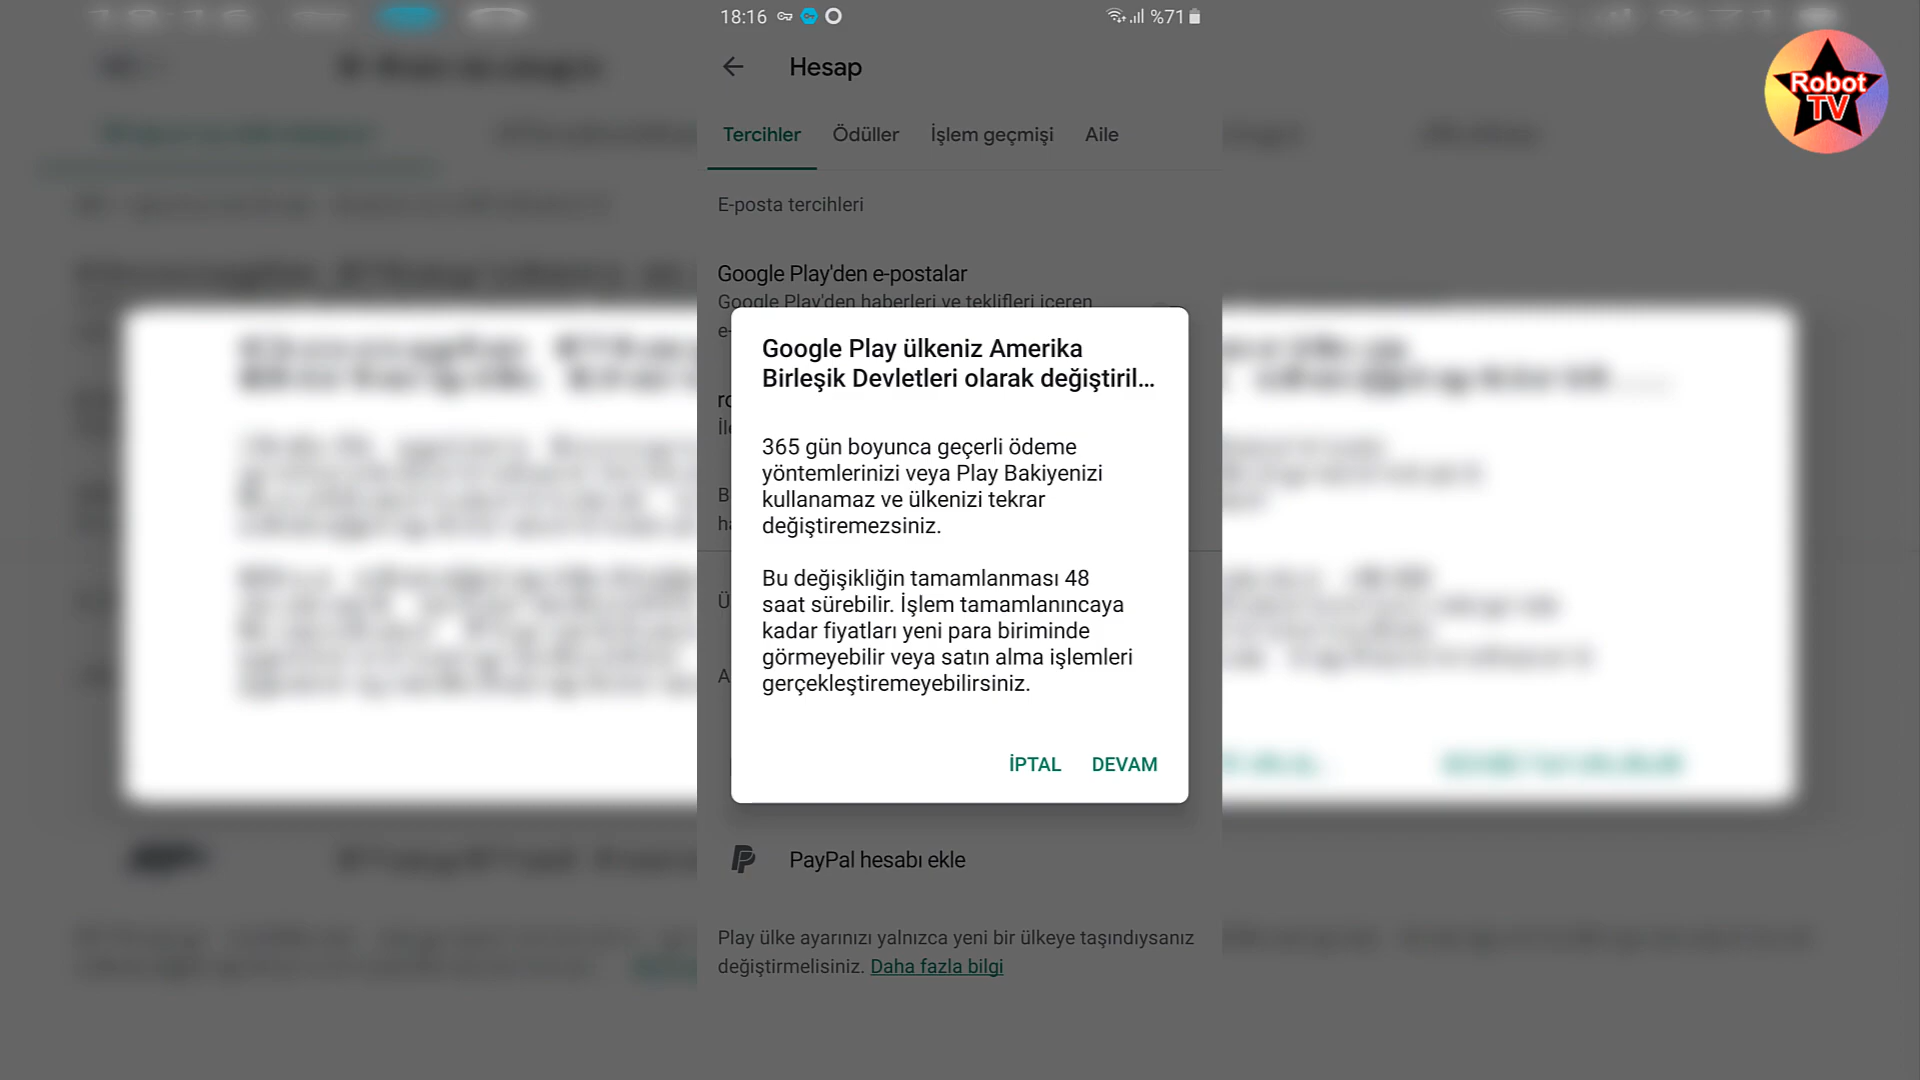 18:16
%71
Robot
TV
Hesap
Tercihler Ödüller İşlem geçmişi Aile
E-posta tercihleri
Google Play'den e-postalar
Google Play'den haberleri ve teklifleri içeren
Google Play ülkeniz Amerika
Birleşik Devletleri olarak değiştiril...
365 gün boyunca geçerli ödeme
yöntemlerinizi veya Play Bakiyenizi
kullanamaz ve ülkenizi tekrar
değiştiremezsiniz.
Bu değişikliğin tamamlanması 48
saat sürebilir. İşlem tamamlanıncaya
kadar fiyatları yeni para biriminde
görmeyebilir veya satın alma işlemleri
gerçekleştiremeyebilirsiniz.
İPTAL DEVAM
PayPal hesabı ekle
Play ülke ayarınızı yalnızca yeni bir ülkeye taşındıysanız
değiştirmelisiniz. Daha fazla bilgi